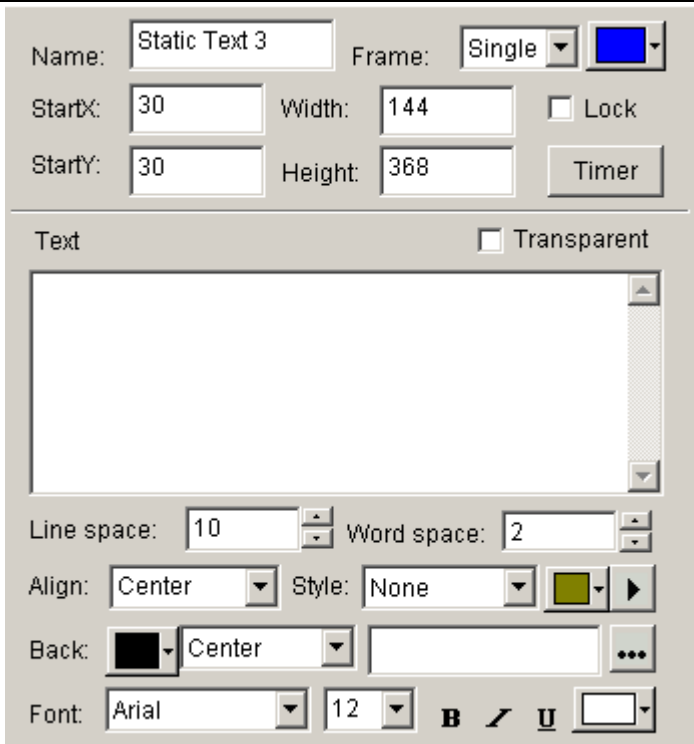 Name: Static Text 3 Frame: Single
StartX: 30 Width: 144 Lock
StartY: 30 Height: 368 Timer
Text Transparent
Line space: 10 Word space: 2
Align: Center Style: None
Back: Center ...
Font: Arial 12 B I U